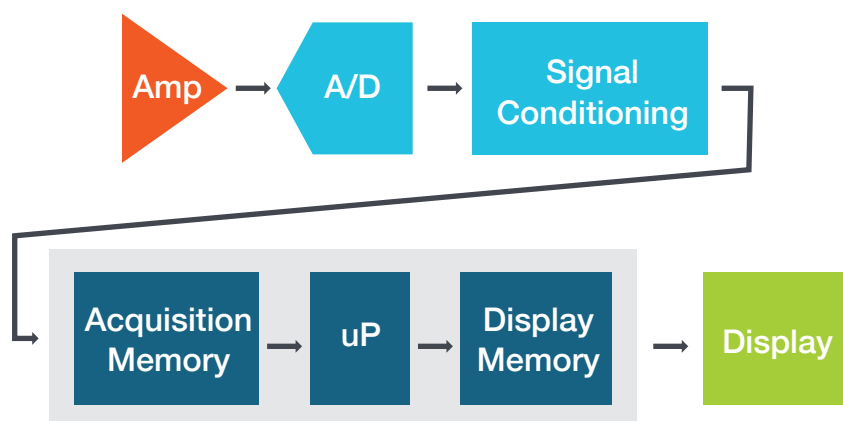 Amp
A/D
Signal
Conditioning
Acquisition
Memory
uP
Display
Memory
Display